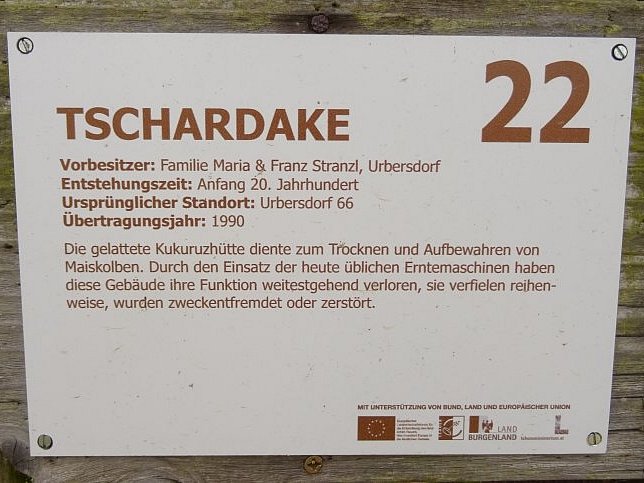 22
TSCHARDAKE
Vorbesitzer: Familie Maria & Franz Stranzl, Urbersdorf
Entstehungszeit: Anfang 20. Jahrhundert
Ursprünglicher Standort: Urbersdorf 66
Übertragungsjahr: 1990
Die gelattete Kukuruzhütte diente zum Trocknen und Aufbewahren von
Maiskolben. Durch den Einsatz der heute üblichen Erntemaschinen haben
diese Gebäude ihre Funktion weitestgehend verloren, sie verfielen reihen-
weise, wurden zweckentfremdet oder zerstört.
MIT UNTERSTÜTZUNG VON BUND, LAND UND EUROPÄISCHER UNION
LAND
BURGENLAND
lebensministerium.at